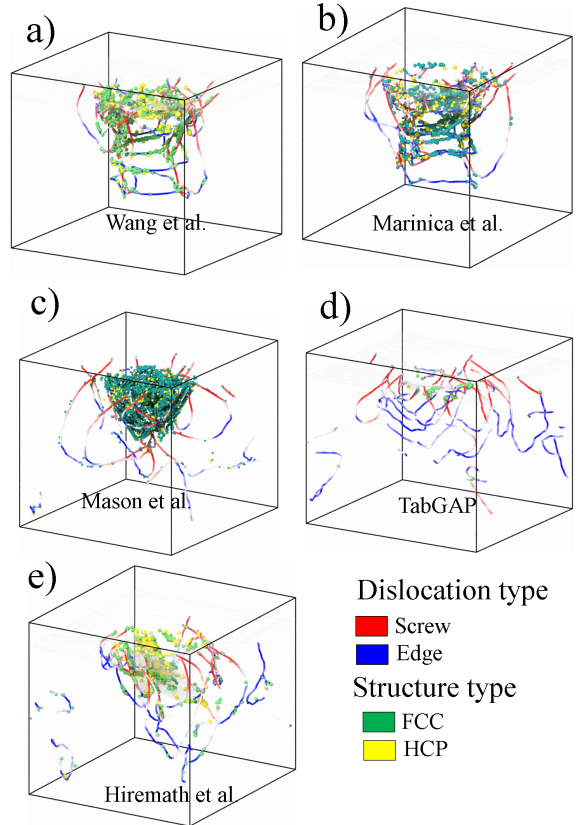 a)
Wang et al.
b)
Marinica et al.
c)
Mason et al.
d)
TabGAP
e)
Hiremath et al.
Dislocation type
Screw
Edge
Structure type
FCC
HCP